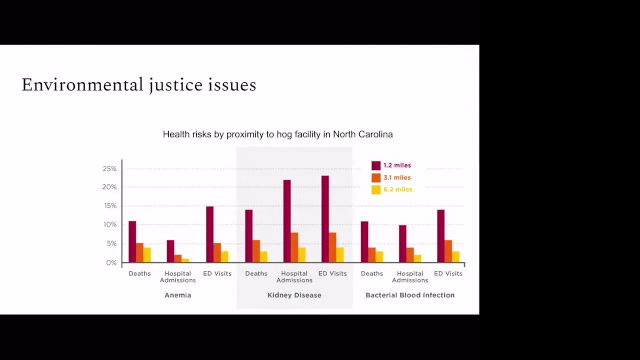 Environmental justice issues
Health risks by proximity to hog facility in North Carolina
1.2 miles
3.1 miles
6.2 miles
25%
20%
15%
10%
5%
0%
Deaths
Hospital
Admissions
ED Visits
Deaths
Hospital
Admissions
ED Visits
Deaths
Hospital
Admissions
ED Visits
Anemia
Kidney Disease
Bacterial Blood Infection